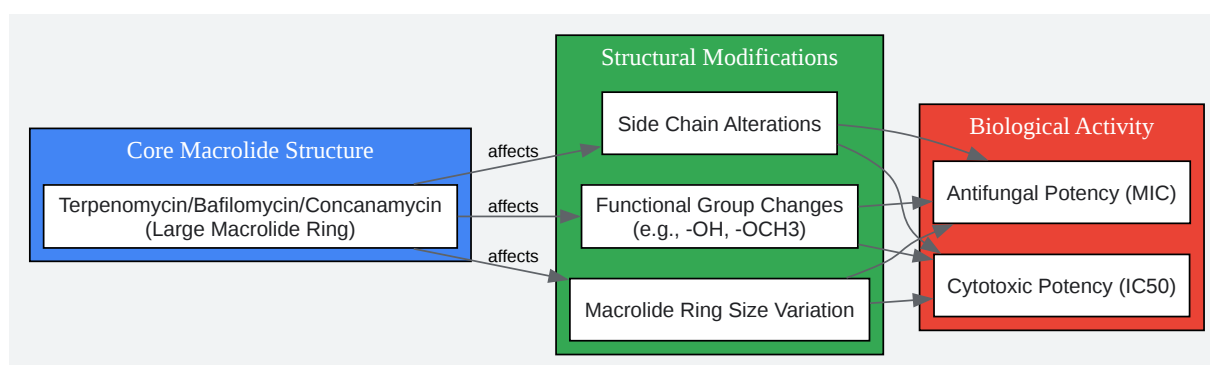 Core Macrolide Structure
Terpenomycin/Bafilomycin/Concanamycin
(Large Macrolide Ring)
affects
affects
affects
Structural Modifications
Side Chain Alterations
Functional Group Changes
(e.g., -OH, -OCH3)
Macrolide Ring Size Variation
Biological Activity
Antifungal Potency (MIC)
Cytotoxic Potency (IC50)